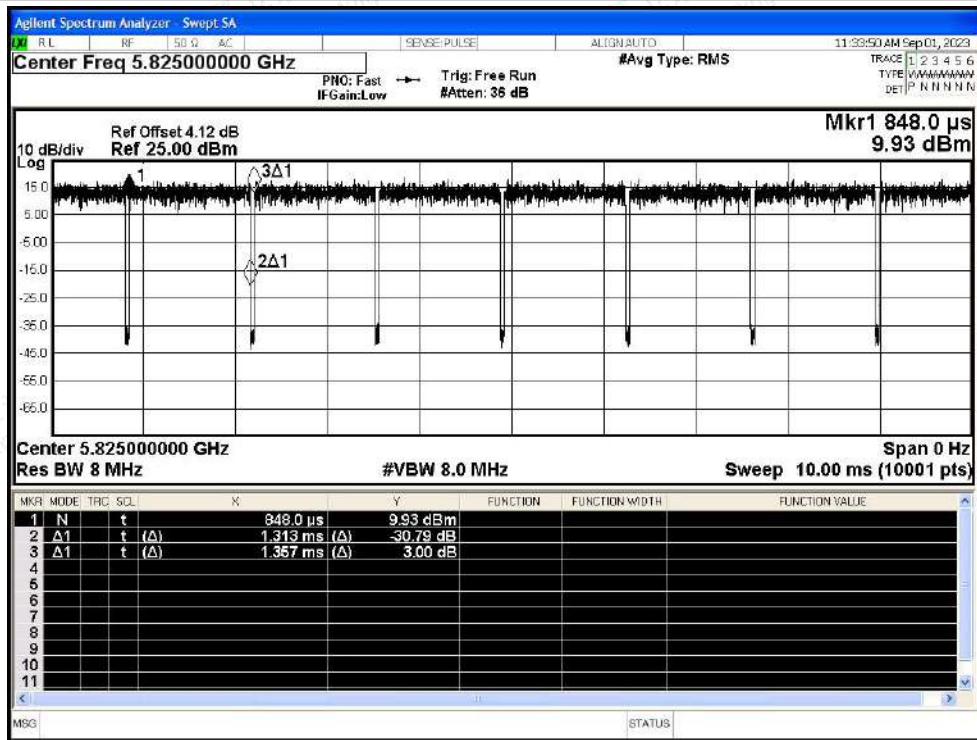 Agilent Spectrum Analyzer - Swept SA
LXI RL RF 50 Ω AC SENSE:PULSE ALIGN AUTO 11:33:50 AM Sep 01, 2023
Center Freq 5.825000000 GHz #Avg Type: RMS TRACE 1 2 3 4 5 6
PNO: Fast Trig: Free Run TYPE
IFGain:Low #Atten: 36 dB DET P N N N N N
Mkr1 848.0 µs
Ref Offset 4.12 dB
10 dB/div Ref 25.00 dBm 9.93 dBm
Log
1 3Δ1
15.0
5.00
-5.00
2Δ1
-15.0
-25.0
-35.0
-45.0
-55.0
-65.0
Center 5.825000000 GHz Span 0 Hz
Res BW 8 MHz #VBW 8.0 MHz Sweep 10.00 ms (10001 pts)
MKR MODE TRC SCL X Y FUNCTION FUNCTION WIDTH FUNCTION VALUE
1 N t 848.0 µs 9.93 dBm
2 Δ1 t (Δ) 1.313 ms (Δ) -30.79 dB
3 Δ1 t (Δ) 1.357 ms (Δ) 3.00 dB
4
5
6
7
8
9
10
11
MSG STATUS